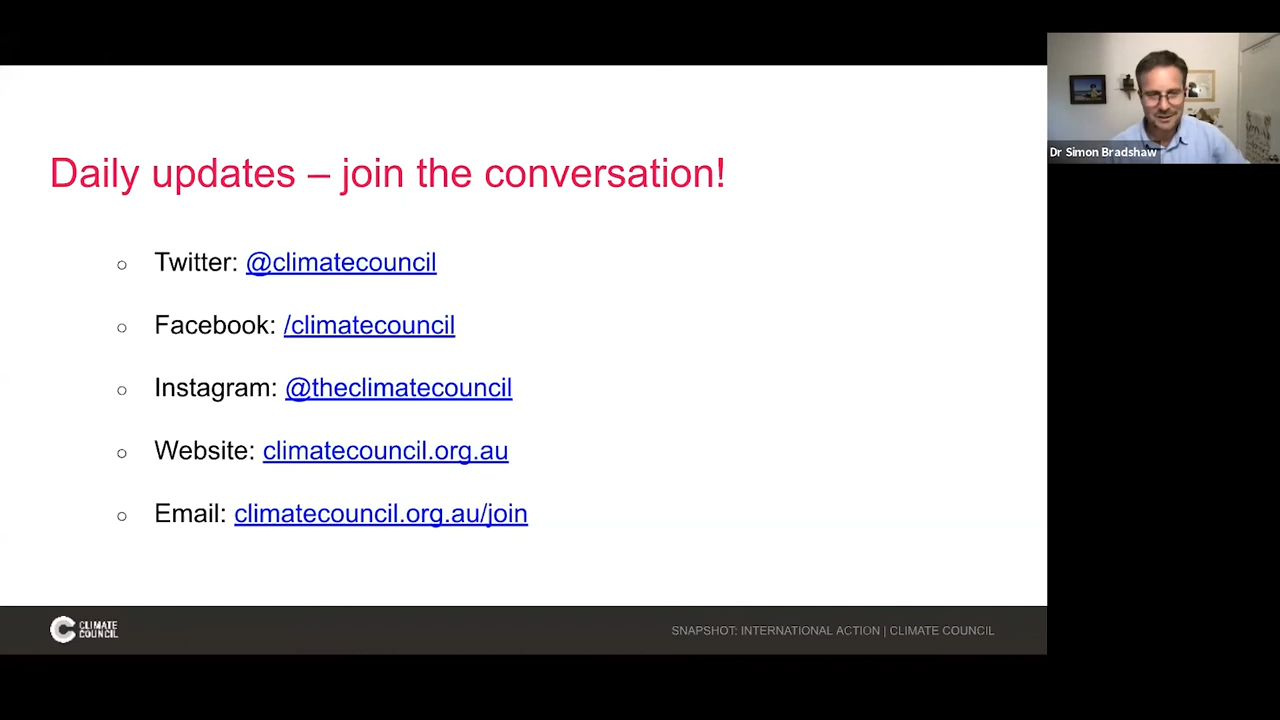 Daily updates – join the conversation!
Twitter: @climatecouncil
Facebook: /climatecouncil
Instagram: @theclimatecouncil
Website: climatecouncil.org.au
Email: climatecouncil.org.au/join
CLIMATE
COUNCIL
SNAPSHOT: INTERNATIONAL ACTION | CLIMATE COUNCIL
Dr Simon Bradshaw